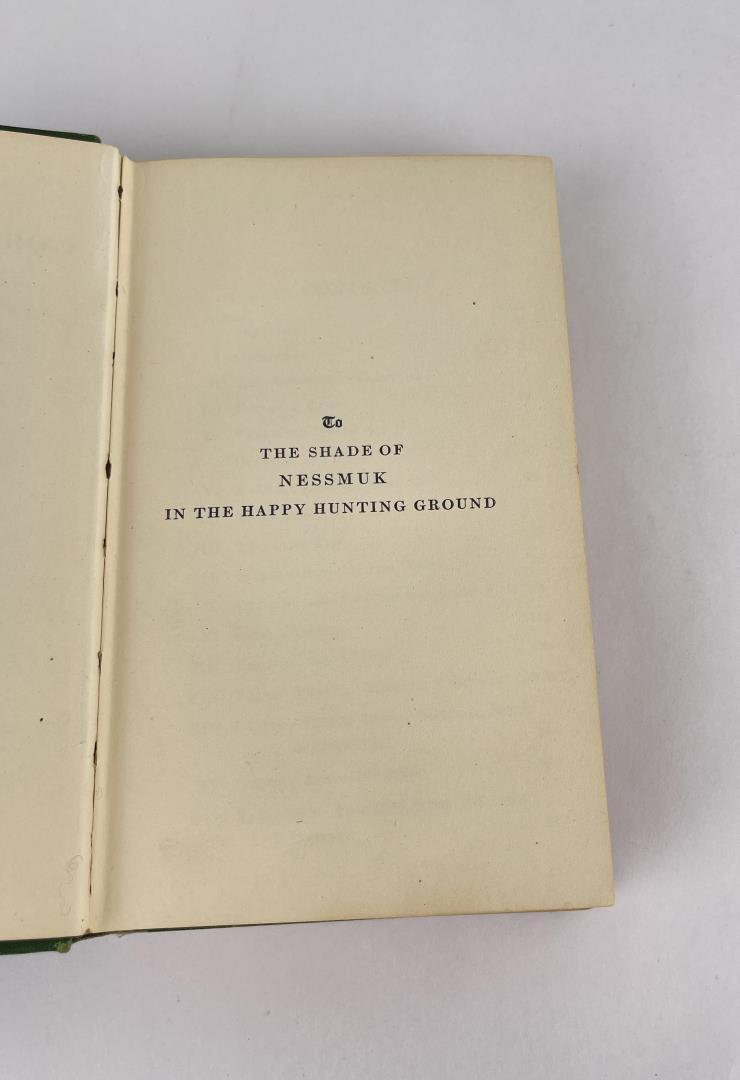 To
THE SHADE OF
NESSMUK
IN THE HAPPY HUNTING GROUND